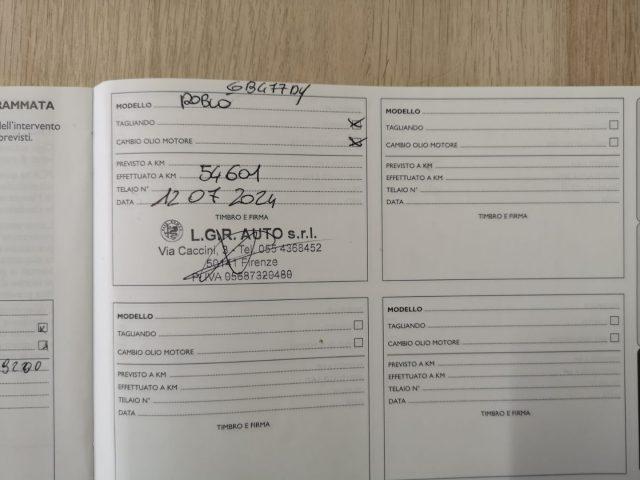 RAMMATA
dell'intervento
previsti.
9200
GB477DY
MODELLO
TAGLIANDO
CAMBIO OLIO MOTORE
PREVISTO A KM
EFFETTUATO A KM 54601
TELAIO N°
DATA 12 07 2024
TIMBRO E FIRMA
L.G.R. AUTO s.r.l.
Via Caccini, 3 - Tel. 055 4368452
50141 Firenze
P.IVA 05587320480
MODELLO
TAGLIANDO
CAMBIO OLIO MOTORE
PREVISTO A KM
EFFETTUATO A KM
TELAIO N°
DATA
TIMBRO E FIRMA
MODELLO
TAGLIANDO
CAMBIO OLIO MOTORE
PREVISTO A KM
EFFETTUATO A KM
TELAIO N°
DATA
TIMBRO E FIRMA
MODELLO
TAGLIANDO
CAMBIO OLIO MOTORE
PREVISTO A KM
EFFETTUATO A KM
TELAIO N°
DATA
TIMBRO E FIRMA